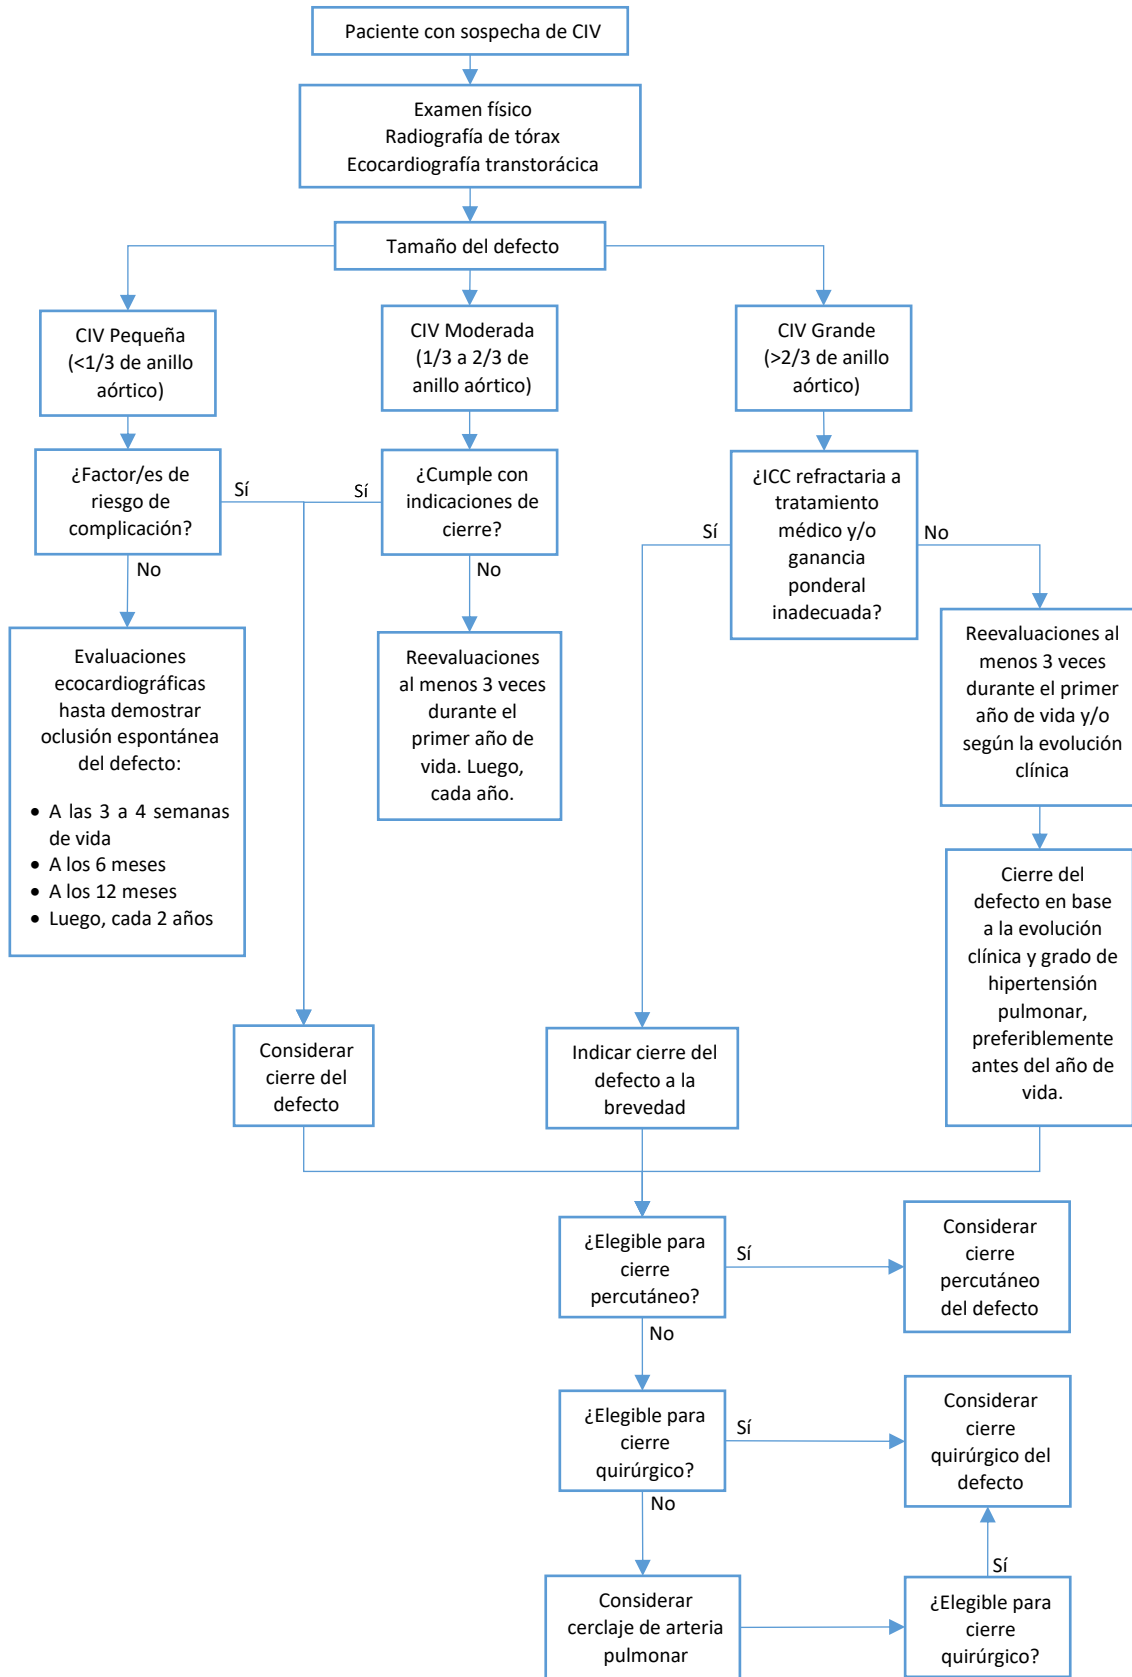 Paciente con sospecha de CIV
Examen físico
Radiografía de tórax
Ecocardiografía transtorácica
Tamaño del defecto
CIV Pequeña
(<1/3 de anillo
aórtico)
CIV Moderada
(1/3 a 2/3 de
anillo aórtico)
CIV Grande
(>2/3 de anillo
aórtico)
¿Factor/es de
riesgo de
complicación?
Sí
No
¿Cumple con
indicaciones de
cierre?
Sí
No
¿ICC refractaria a
tratamiento
médico y/o
ganancia
ponderal
inadecuada?
Sí
No
Evaluaciones
ecocardiográficas
hasta demostrar
oclusión espontánea
del defecto:
• A las 3 a 4 semanas
de vida
• A los 6 meses
• A los 12 meses
• Luego, cada 2 años
Reevaluaciones
al menos 3 veces
durante el
primer año de
vida. Luego,
cada año.
Reevaluaciones al
menos 3 veces
durante el primer
año de vida y/o
según la evolución
clínica
Cierre del
defecto en base
a la evolución
clínica y grado de
hipertensión
pulmonar,
preferiblemente
antes del año de
vida.
Considerar
cierre del
defecto
Indicar cierre del
defecto a la
brevedad
¿Elegible para
cierre
percutáneo?
Sí
No
Considerar
cierre
percutáneo
del defecto
¿Elegible para
cierre
quirúrgico?
Sí
No
Considerar
cierre
quirúrgico del
defecto
Considerar
cerclaje de arteria
pulmonar
¿Elegible para
cierre
quirúrgico?
Sí